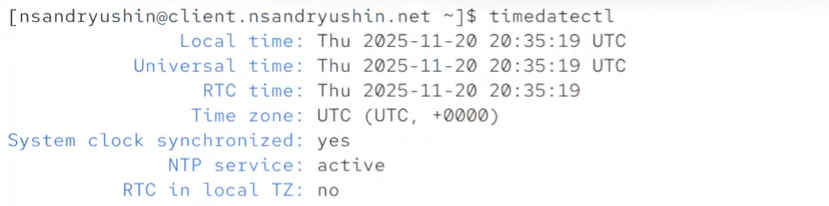 [nsandryushin@client.nsandryushin.net ~]$ timedatectl
Local time: Thu 2025-11-20 20:35:19 UTC
Universal time: Thu 2025-11-20 20:35:19 UTC
RTC time: Thu 2025-11-20 20:35:19
Time zone: UTC (UTC, +0000)
System clock synchronized: yes
NTP service: active
RTC in local TZ: no